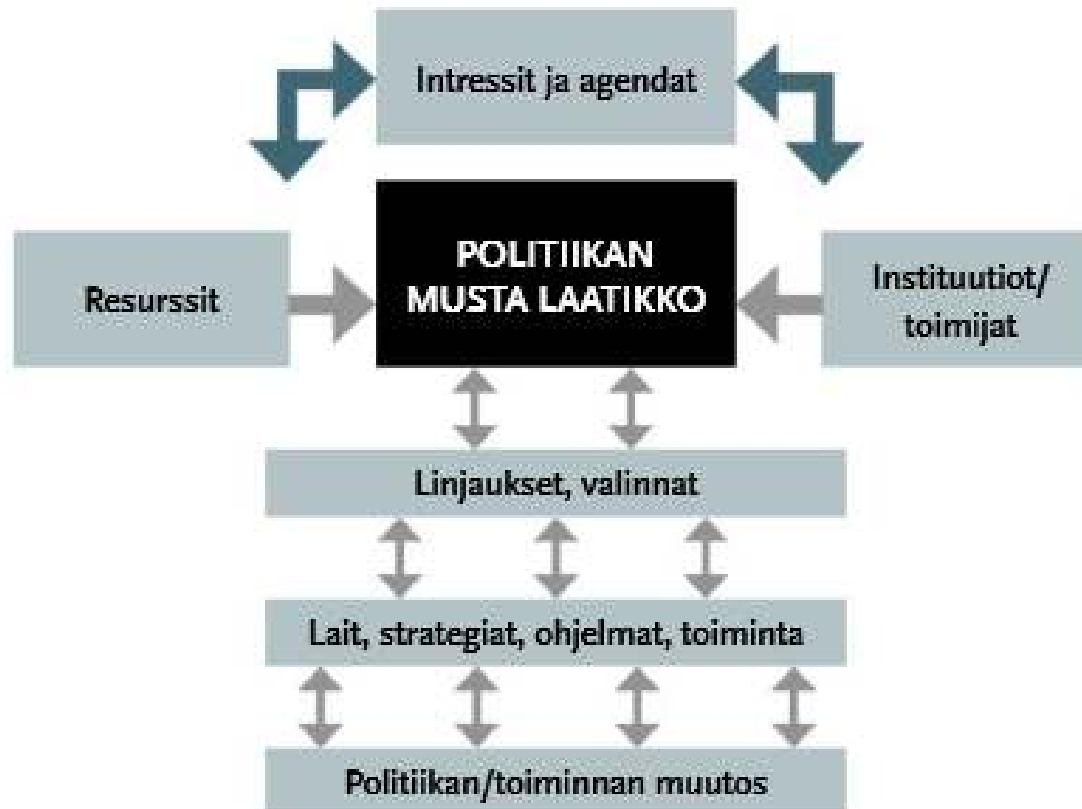 Intressit ja agendat
Resurssit
POLITIIKAN
MUSTA LAATIKKO
Instituutiot/
toimijat
Linjaukset, valinnat
Lait, strategiat, ohjelmat, toiminta
Politiikan/toiminnan muutos